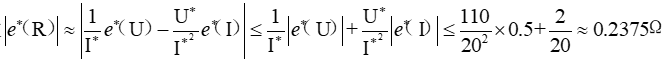 |e*(R)| ≈ |1/I* e*(U) − U*/I*² e*(I)| ≤ 1/I* |e*(U)| + U*/I*² |e*(I)| ≤ 110/20² × 0.5 + 2/20 ≈ 0.2375Ω